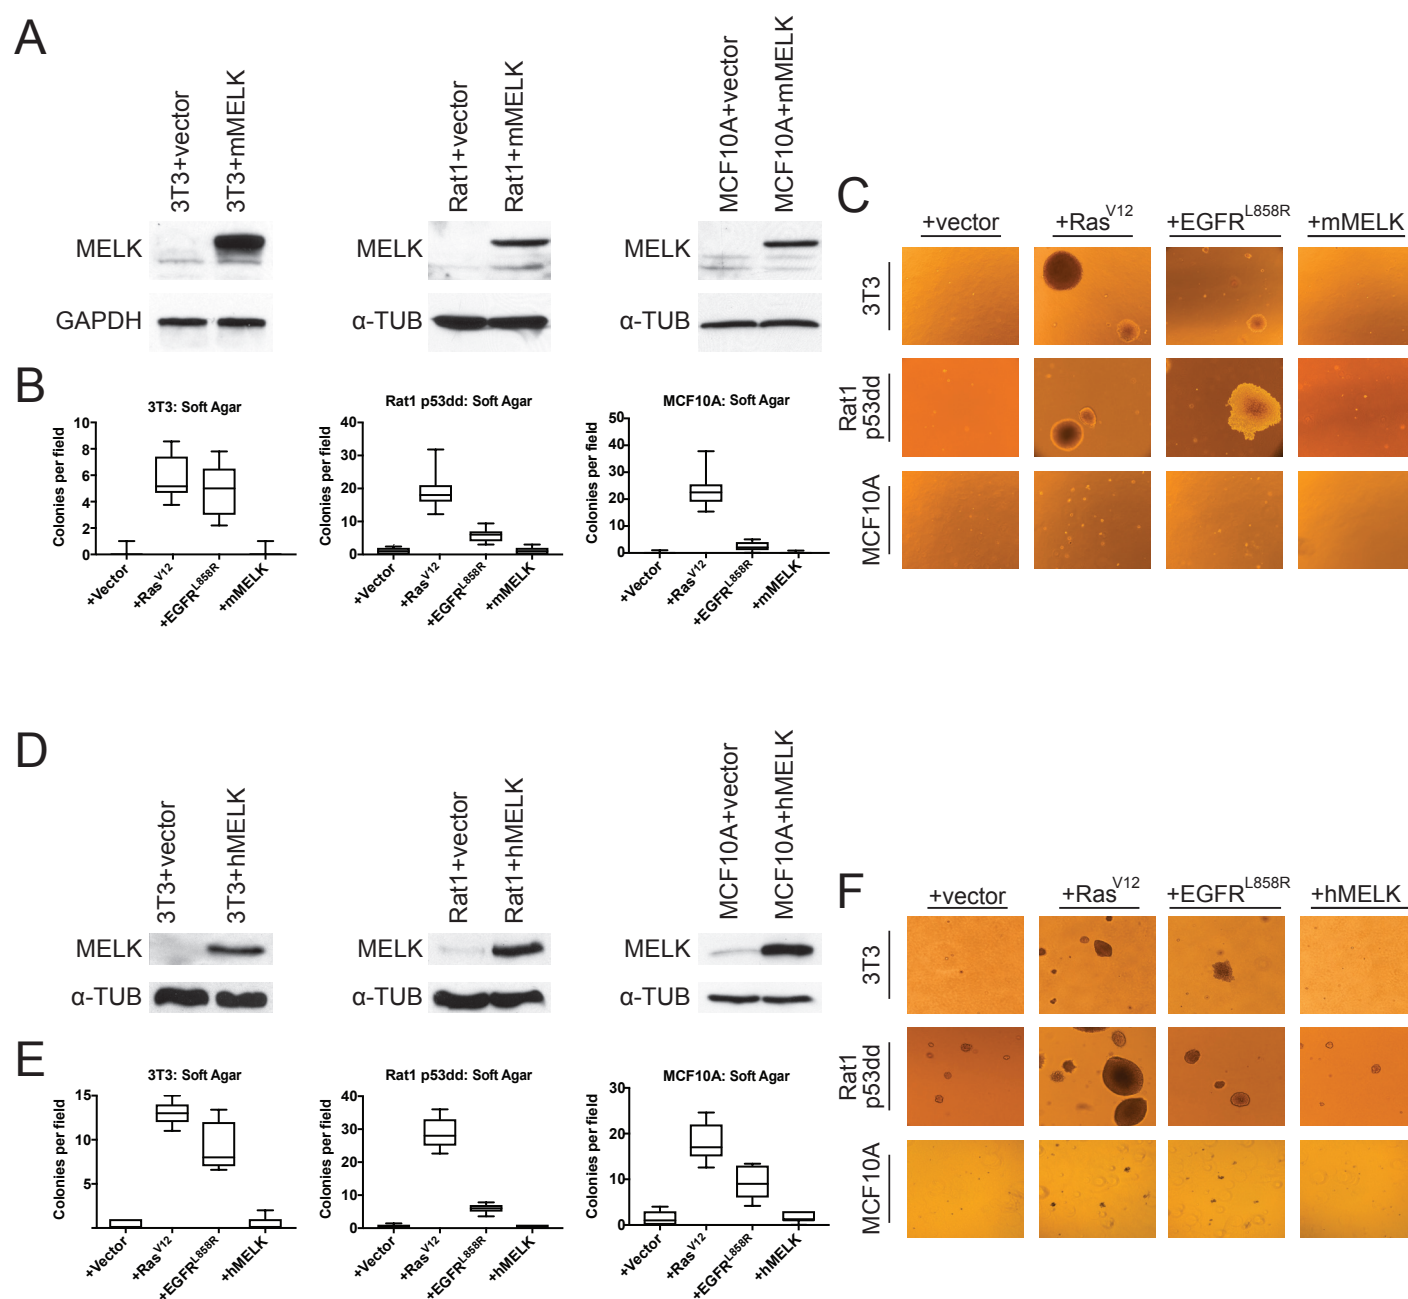 A
3T3+vector
3T3+mMELK
MELK
GAPDH
Rat1+vector
Rat1+mMELK
MELK
α-TUB
MCF10A+vector
MCF10A+mMELK
MELK
α-TUB
B
3T3: Soft Agar
Colonies per field
10
8
6
4
2
0
+Vector
+RasV12
+EGFRL858R
+mMELK
Rat1 p53dd: Soft Agar
Colonies per field
40
30
20
10
0
+Vector
+RasV12
+EGFRL858R
+mMELK
MCF10A: Soft Agar
Colonies per field
50
40
30
20
10
0
+Vector
+RasV12
+EGFRL858R
+mMELK
C
+vector
+RasV12
+EGFRL858R
+mMELK
3T3
Rat1
p53dd
MCF10A
D
3T3+vector
3T3+hMELK
MELK
α-TUB
Rat1+vector
Rat1+hMELK
MELK
α-TUB
MCF10A+vector
MCF10A+hMELK
MELK
α-TUB
E
3T3: Soft Agar
Colonies per field
15
10
5
+Vector
+RasV12
+EGFRL858R
+hMELK
Rat1 p53dd: Soft Agar
Colonies per field
40
30
20
10
0
+Vector
+RasV12
+EGFRL858R
+hMELK
MCF10A: Soft Agar
Colonies per field
30
20
10
0
+Vector
+RasV12
+EGFRL858R
+hMELK
F
+vector
+RasV12
+EGFRL858R
+hMELK
3T3
Rat1
p53dd
MCF10A